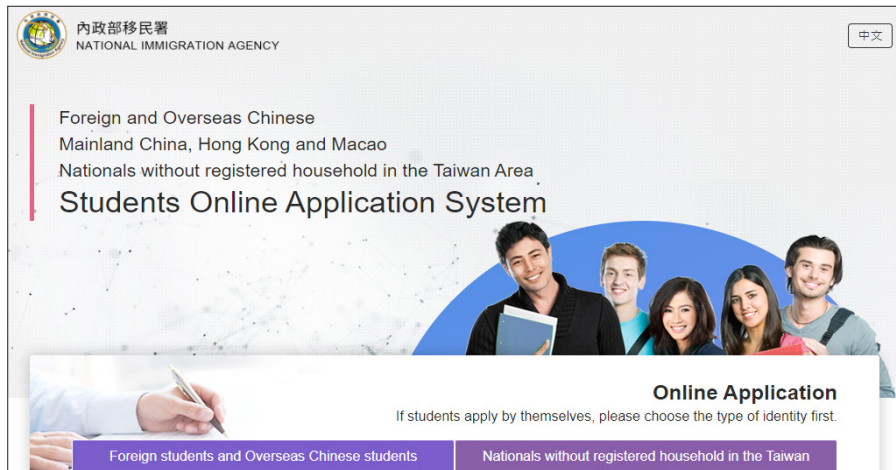 內政部移民署
NATIONAL IMMIGRATION AGENCY
中文
Foreign and Overseas Chinese
Mainland China, Hong Kong and Macao
Nationals without registered household in the Taiwan Area
Students Online Application System
Online Application
If students apply by themselves, please choose the type of identity first.
Foreign students and Overseas Chinese students
Nationals without registered household in the Taiwan